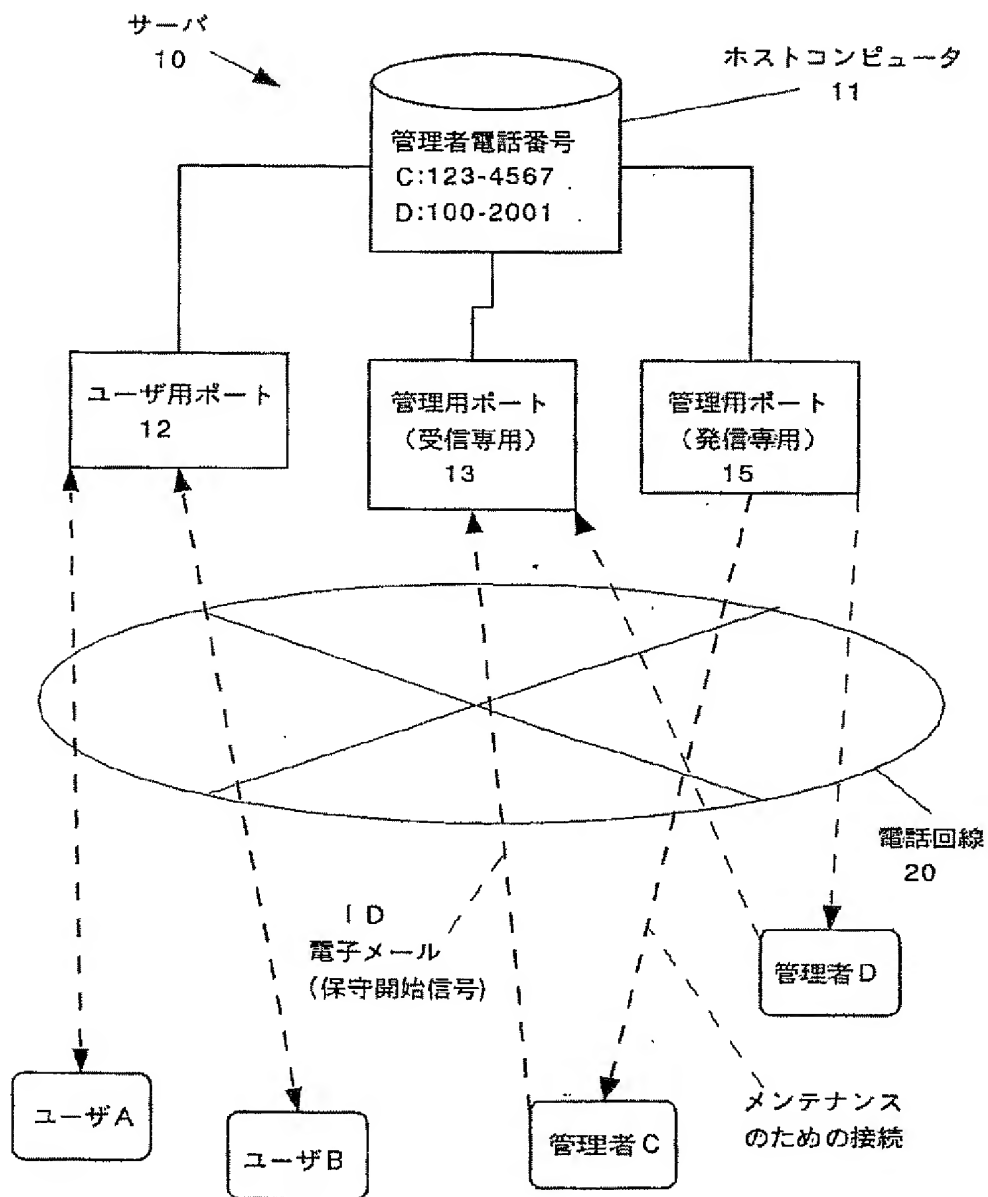 サーバ
10
ホストコンピュータ
11
管理者電話番号
C:123-4567
D:100-2001
ユーザ用ポート
12
管理用ポート
(受信専用)
13
管理用ポート
(発信専用)
15
電話回線
20
ID
電子メール
(保守開始信号)
管理者D
ユーザA
ユーザB
管理者C
メンテナンス
のための接続